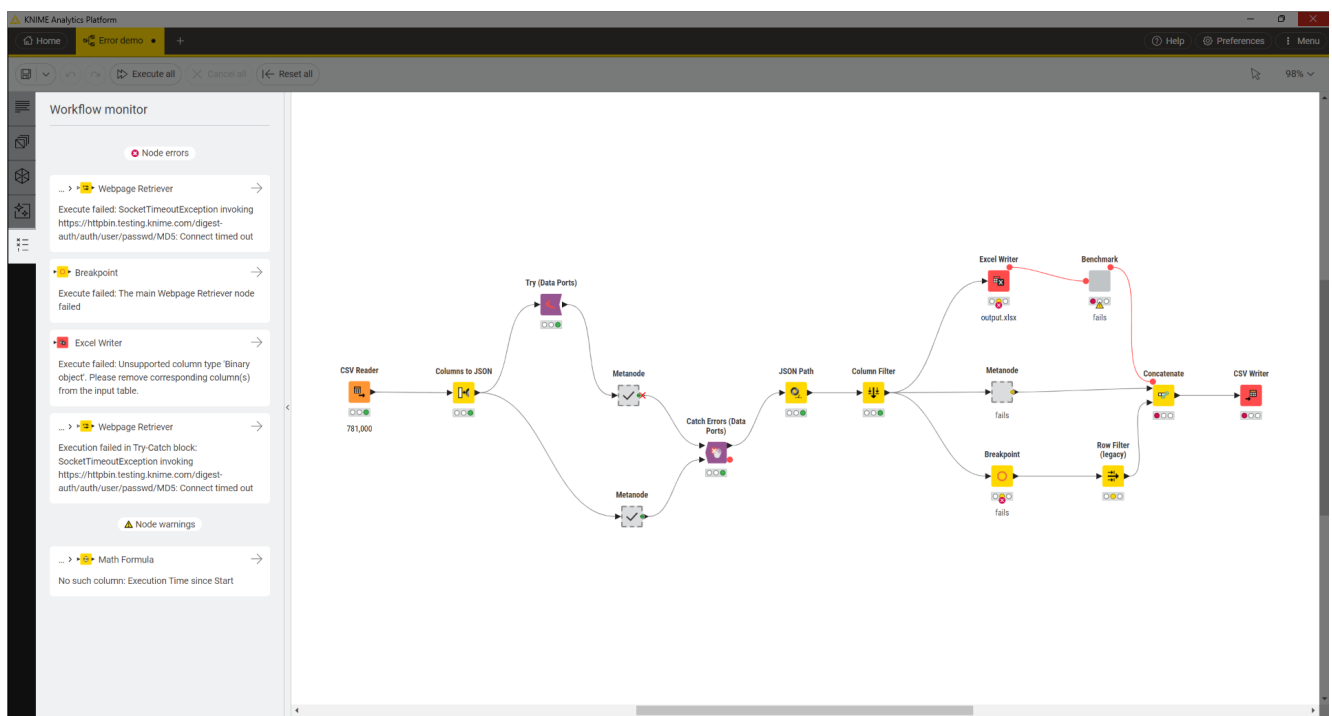 KNIME Analytics Platform
Home
Error demo
Help
Preferences
Menu
Execute all
Cancel all
Reset all
98%
Workflow monitor
Node errors
... > Webpage Retriever
Execute failed: SocketTimeoutException invoking
https://httpbin.testing.knime.com/digest-
auth/auth/user/passwd/MD5: Connect timed out
Breakpoint
Execute failed: The main Webpage Retriever node
failed
Excel Writer
Execute failed: Unsupported column type 'Binary
object'. Please remove corresponding column(s)
from the input table.
... > Webpage Retriever
Execution failed in Try-Catch block:
SocketTimeoutException invoking
https://httpbin.testing.knime.com/digest-
auth/auth/user/passwd/MD5: Connect timed out
Node warnings
... > Math Formula
No such column: Execution Time since Start
CSV Reader
781,000
Columns to JSON
Try (Data Ports)
Metanode
Metanode
Catch Errors (Data
Ports)
JSON Path
Column Filter
Excel Writer
output.xlsx
Benchmark
fails
Metanode
fails
Breakpoint
fails
Row Filter
(legacy)
Concatenate
CSV Writer